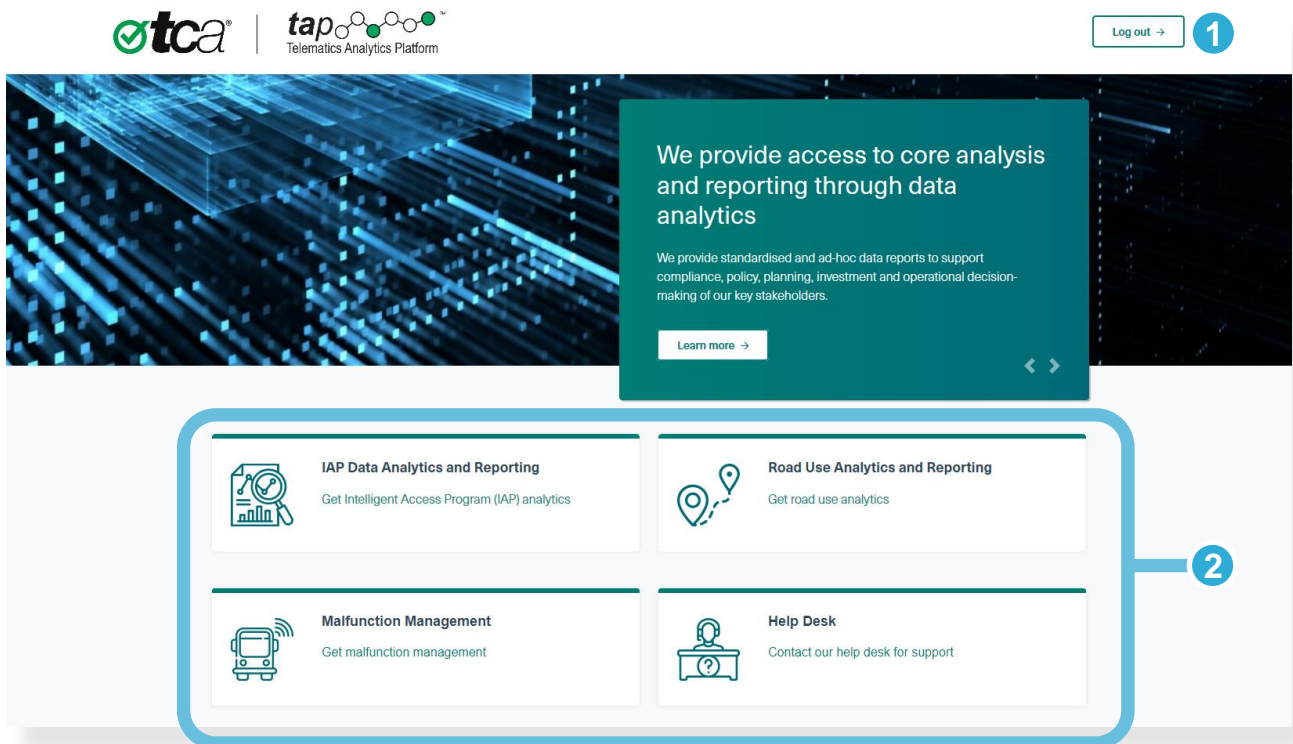 tca®
tap™
Telematics Analytics Platform
Log out →
1
We provide access to core analysis
and reporting through data
analytics
We provide standardised and ad-hoc data reports to support
compliance, policy, planning, investment and operational decision-
making of our key stakeholders.
Learn more →
IAP Data Analytics and Reporting
Get Intelligent Access Program (IAP) analytics
Road Use Analytics and Reporting
Get road use analytics
2
Malfunction Management
Get malfunction management
Help Desk
Contact our help desk for support
?